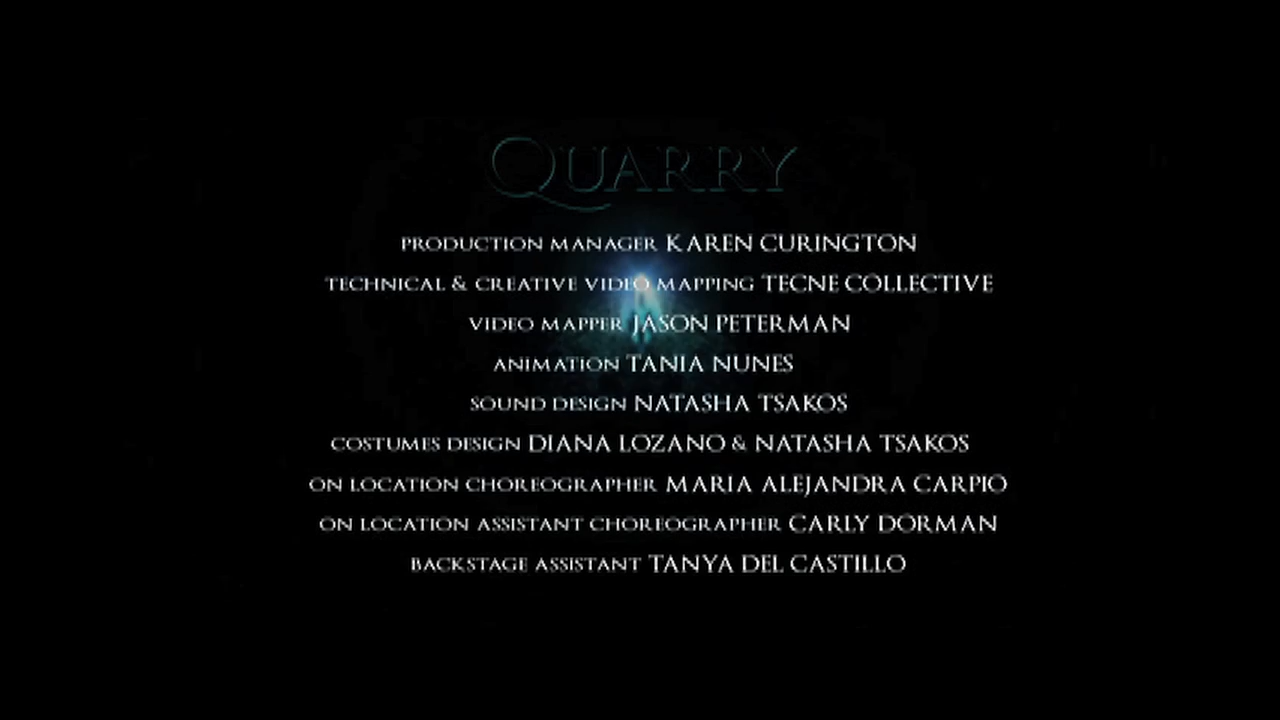 QUARRY
PRODUCTION MANAGER KAREN CURINGTON
TECHNICAL & CREATIVE VIDEO MAPPING TECNE COLLECTIVE
VIDEO MAPPER JASON PETERMAN
ANIMATION TANIA NUNES
SOUND DESIGN NATASHA TSAKOS
COSTUMES DESIGN DIANA LOZANO & NATASHA TSAKOS
ON LOCATION CHOREOGRAPHER MARIA ALEJANDRA CARPIO
ON LOCATION ASSISTANT CHOREOGRAPHER CARLY DORMAN
BACKSTAGE ASSISTANT TANYA DEL CASTILLO